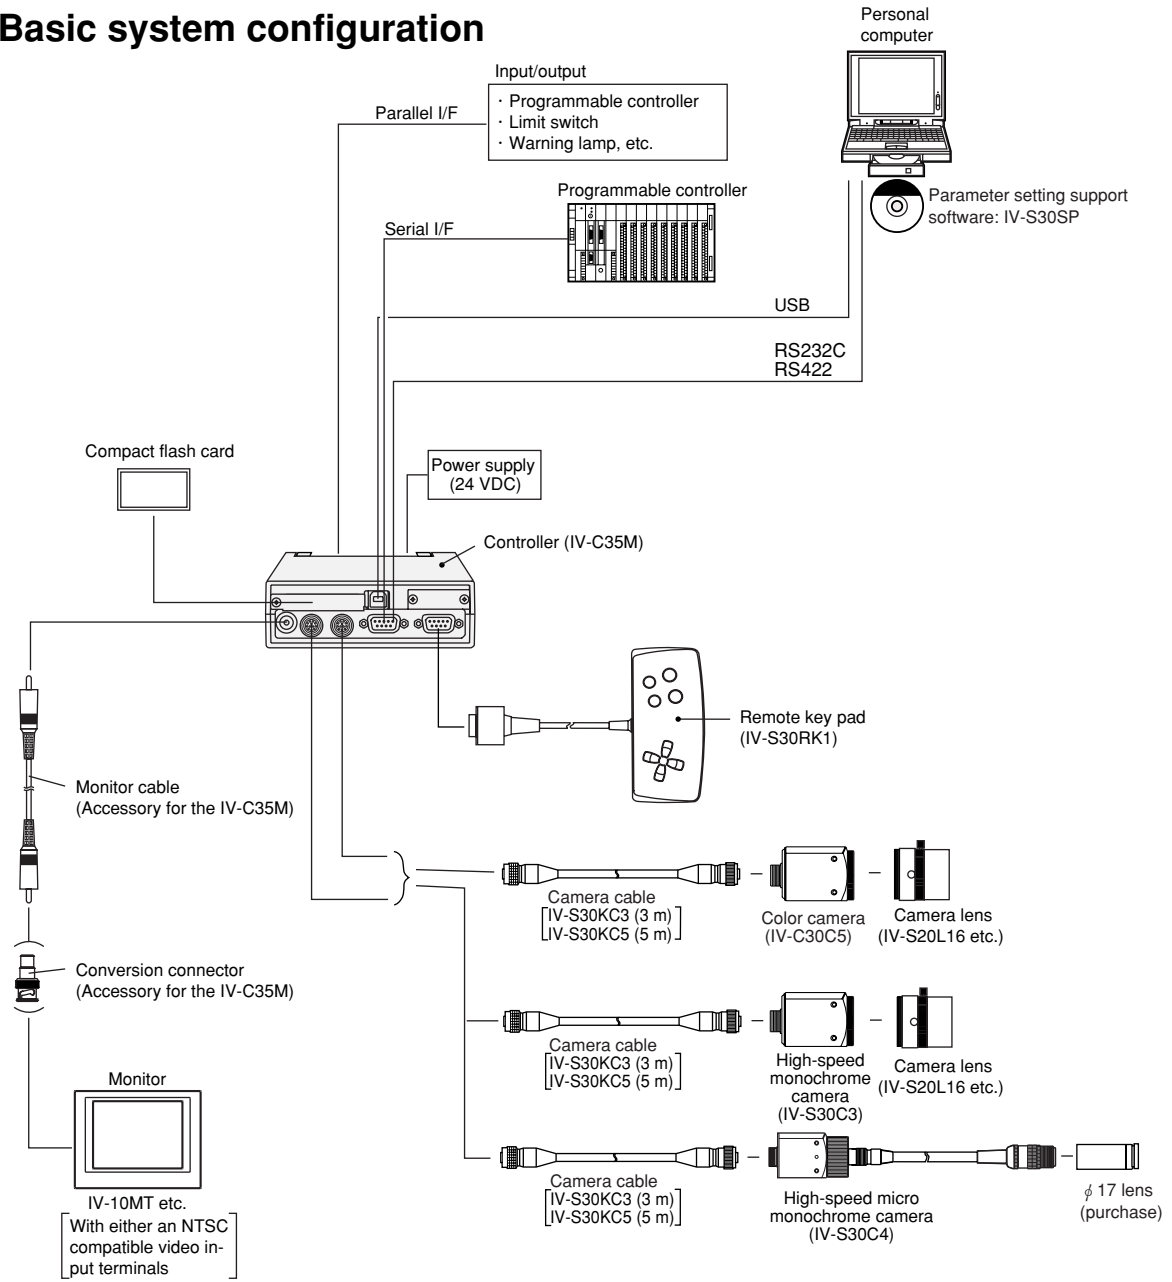 Basic system configuration
Personal
computer
Input/output
· Programmable controller
· Limit switch
· Warning lamp, etc.
Parallel I/F
Programmable controller
Serial I/F
Parameter setting support
software: IV-S30SP
USB
RS232C
RS422
Compact flash card
Power supply
(24 VDC)
Controller (IV-C35M)
Remote key pad
(IV-S30RK1)
Monitor cable
(Accessory for the IV-C35M)
Camera cable
IV-S30KC3 (3 m)
IV-S30KC5 (5 m)
Color camera
(IV-C30C5)
Camera lens
(IV-S20L16 etc.)
Conversion connector
(Accessory for the IV-C35M)
Camera cable
IV-S30KC3 (3 m)
IV-S30KC5 (5 m)
High-speed
monochrome
camera
(IV-S30C3)
Camera lens
(IV-S20L16 etc.)
Monitor
IV-10MT etc.
With either an NTSC
compatible video in-
put terminals
Camera cable
IV-S30KC3 (3 m)
IV-S30KC5 (5 m)
High-speed micro
monochrome camera
(IV-S30C4)
ϕ 17 lens
(purchase)